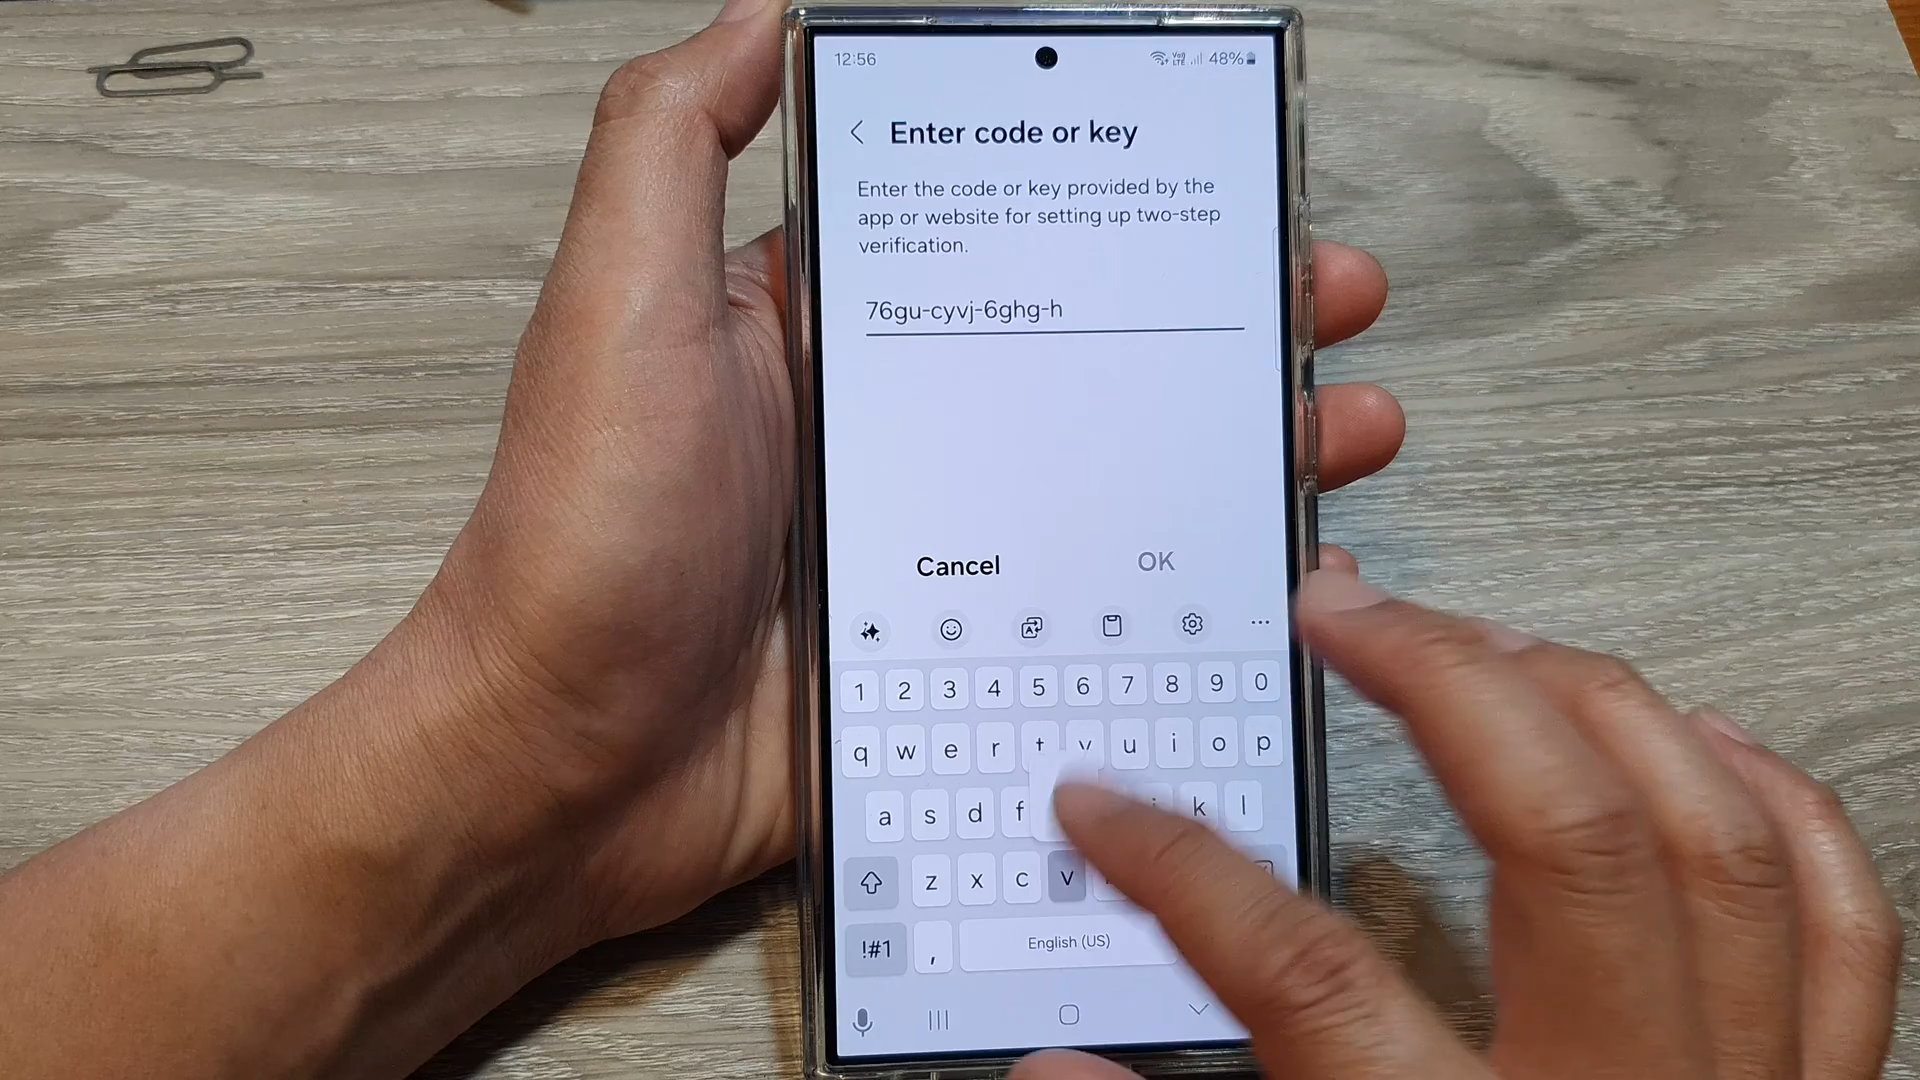 12:56 Vo)) LTE 48%
Enter code or key
Enter the code or key provided by the
app or website for setting up two-step
verification.
76gu-cyvj-6ghg-h
Cancel OK
1 2 3 4 5 6 7 8 9 0
q w e r t y u i o p
a s d f k l
z x c v
!#1 , English (US)